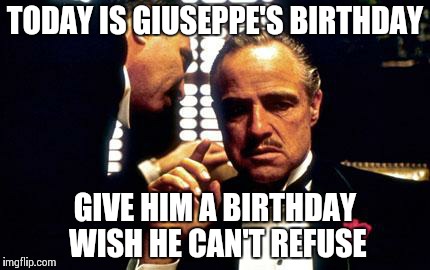 TODAY IS GIUSEPPE'S BIRTHDAY
GIVE HIM A BIRTHDAY
WISH HE CAN'T REFUSE
imgflip.com